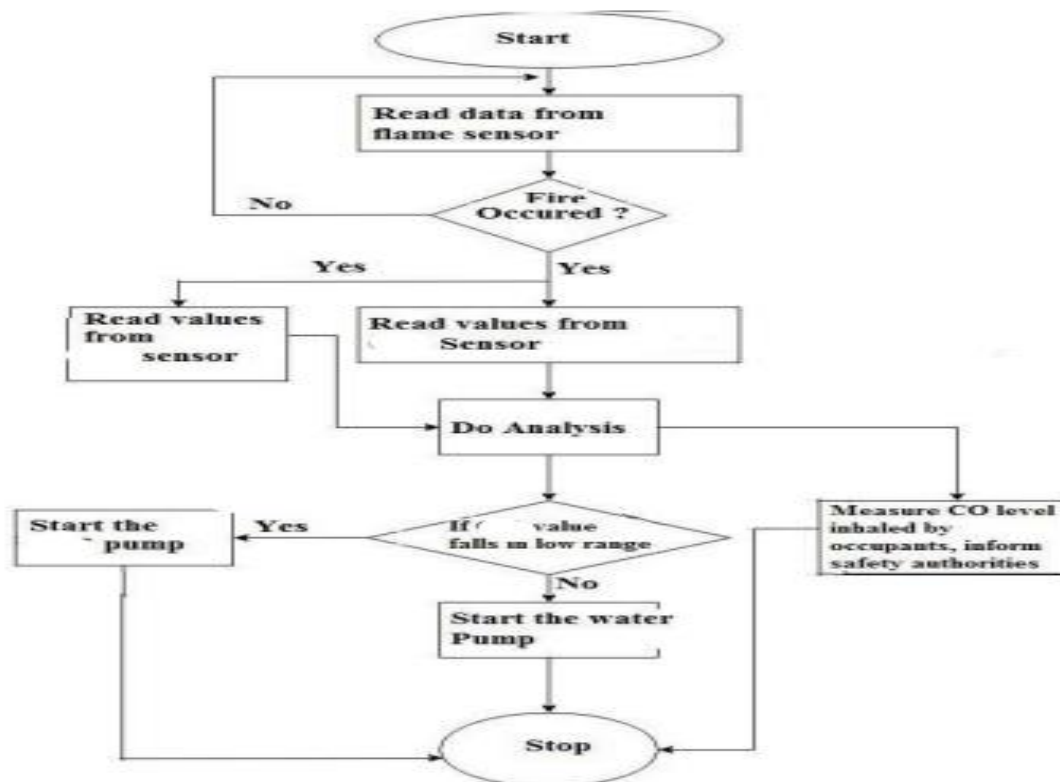 Start
Read data from
flame sensor
Fire
Occured ?
No
Yes
Yes
Read values
from
sensor
Read values from
Sensor
Do Analysis
If value
falls in low range
Yes
Start the
pump
No
Start the water
Pump
Measure CO level
inhaled by
occupants, inform
safety authorities
Stop